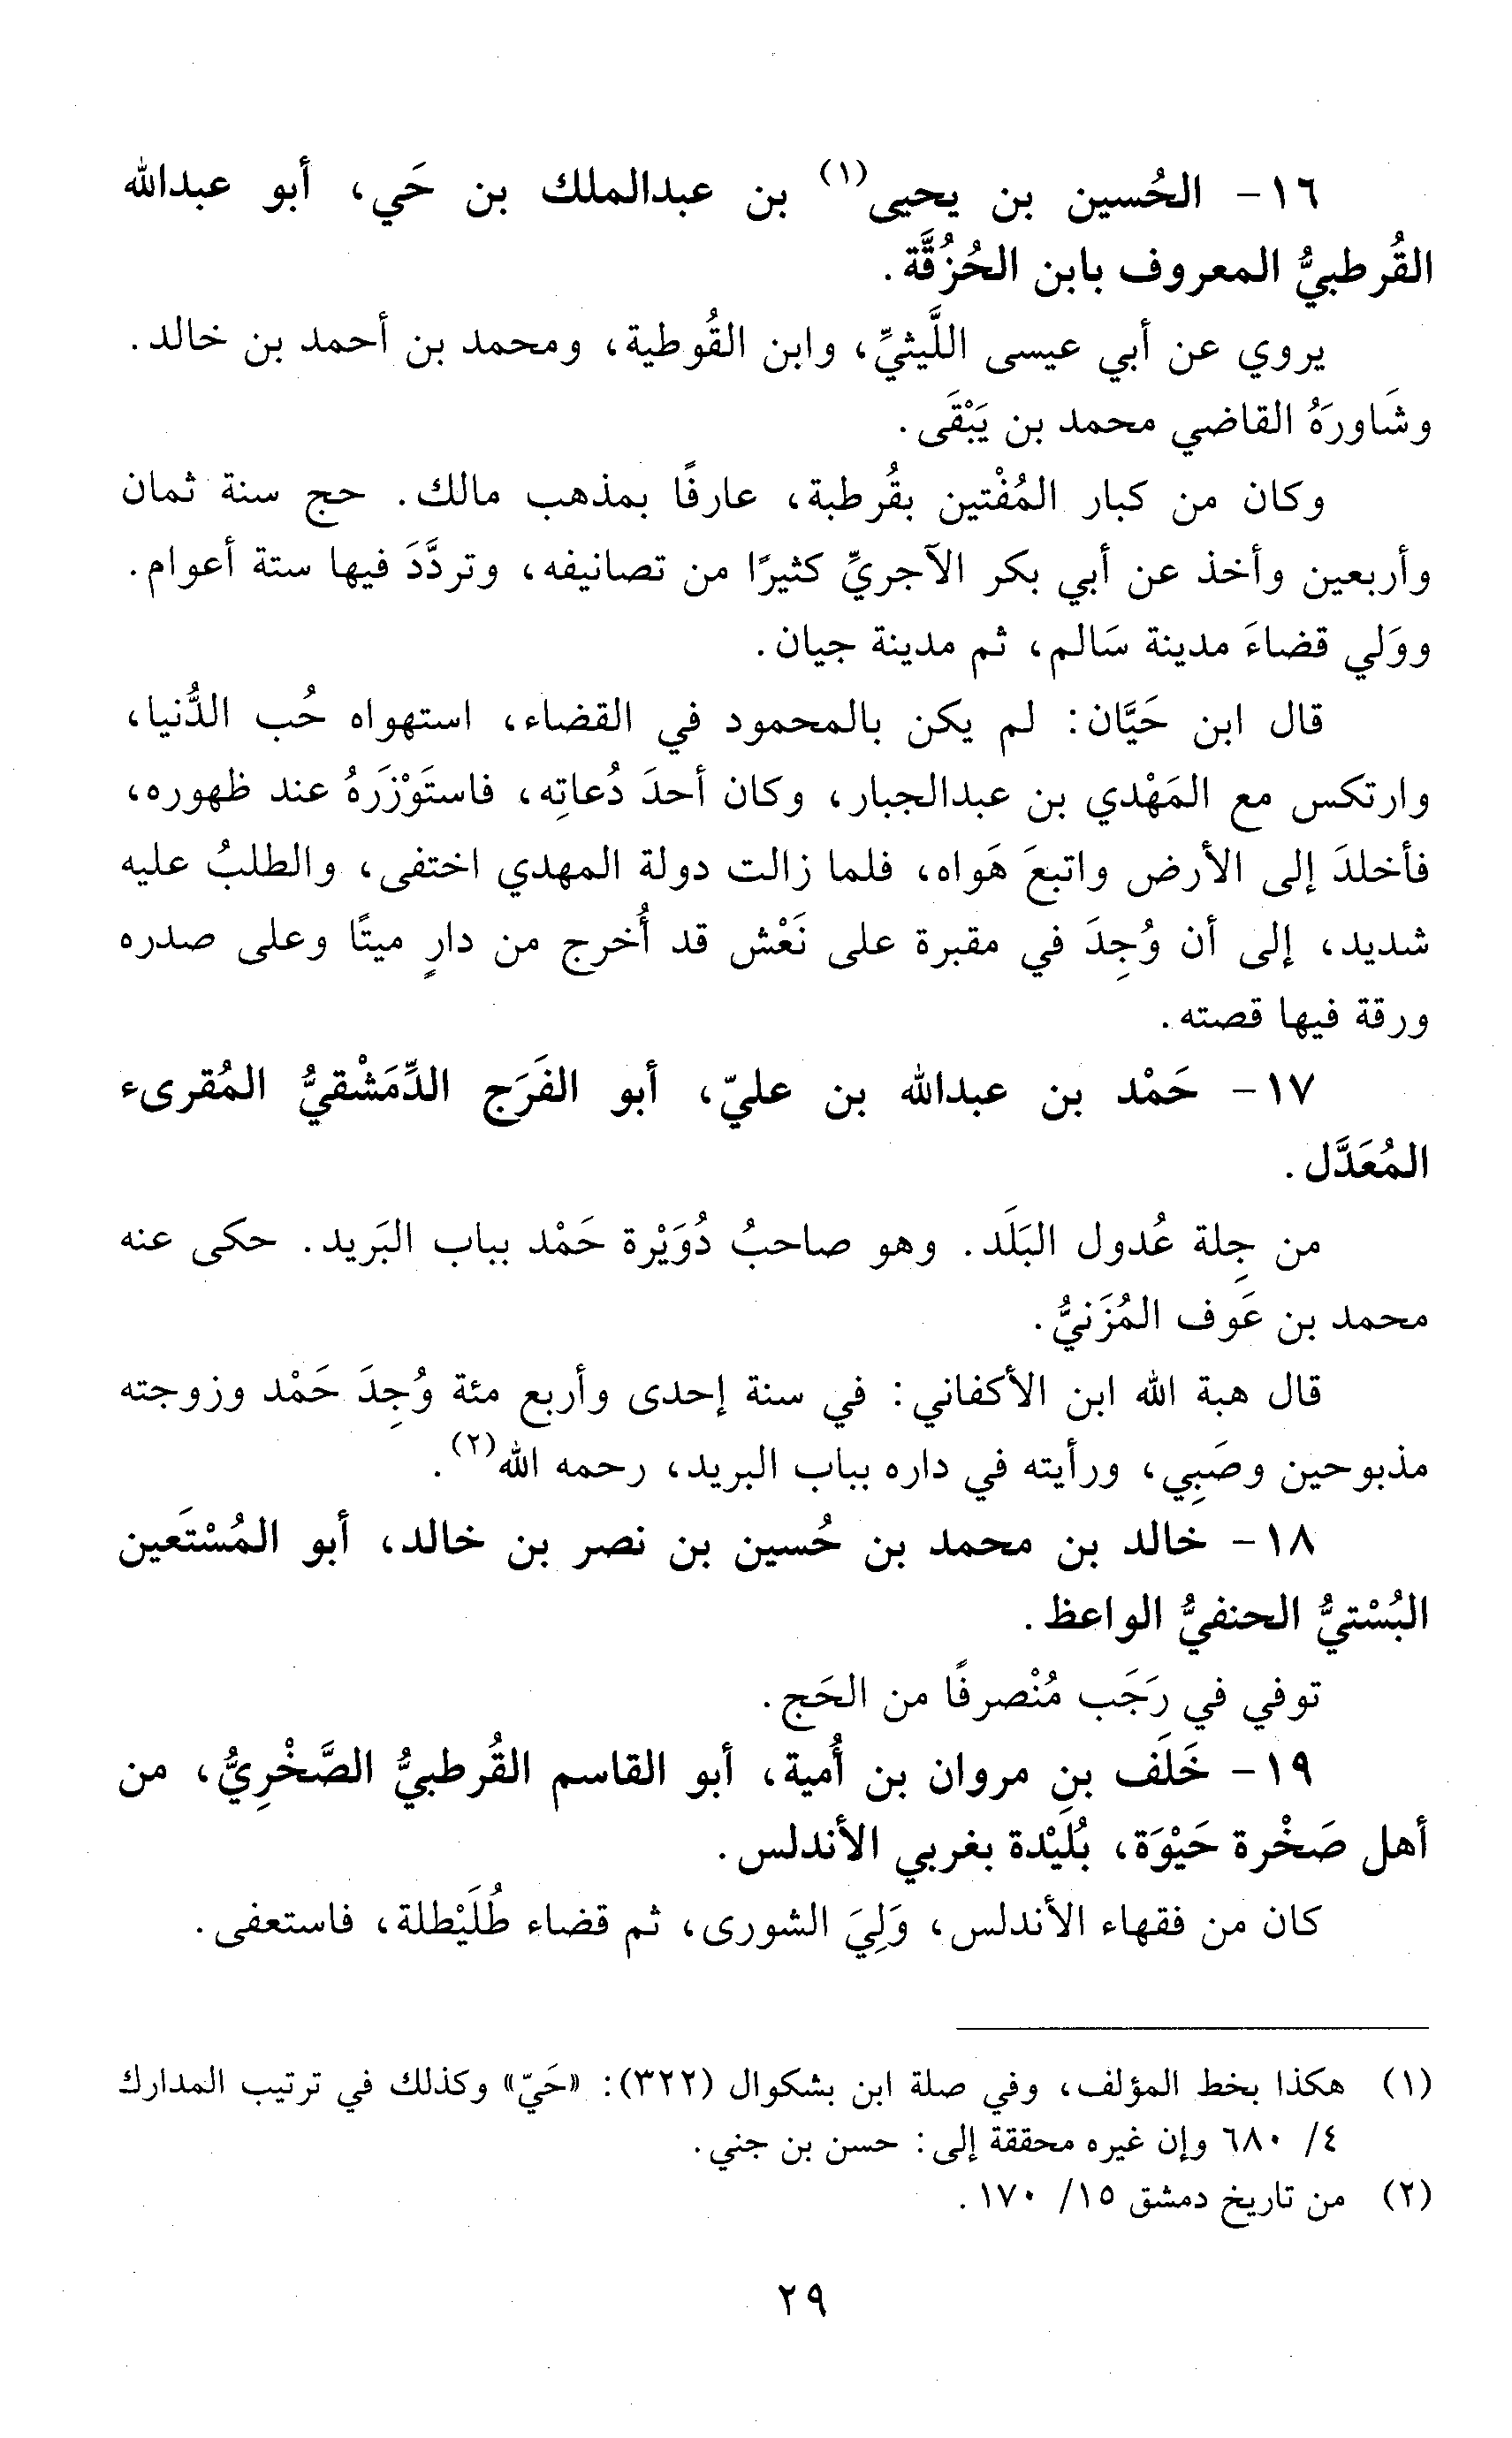 ١٦- الحُسين بن يحيى(١) بن عبدالملك بن حَي، أبو عبدالله
القُرطبيُّ المعروف بابن الحُزُقَّة.
يروي عن أبي عيسى اللَّيثيِّ، وابن القُوطية، ومحمد بن أحمد بن خالد.
وشَاورَهُ القاضي محمد بن يَبْقَى.
وكان من كبار المُفْتين بقُرطبة، عارفًا بمذهب مالك. حج سنة ثمان
وأربعين وأخذ عن أبي بكر الآجريِّ كثيرًا من تصانيفه، وتردَّدَ فيها ستة أعوام.
ووَلي قضاءَ مدينة سَالم، ثم مدينة جيان.
قال ابن حَيَّان: لم يكن بالمحمود في القضاء، استهواه حُب الدُّنيا،
وارتكس مع المَهْدي بن عبدالجبار، وكان أحدَ دُعاتِه، فاستَوْزَرهُ عند ظهوره،
فأخلدَ إلى الأرض واتبعَ هَواه، فلما زالت دولة المهدي اختفى، والطلبُ عليه
شديد، إلى أن وُجِدَ في مقبرة على نَعْش قد أُخرج من دارٍ ميتًا وعلى صدره
ورقة فيها قصته.
١٧- حَمْد بن عبدالله بن عليّ، أبو الفَرَج الدِّمَشْقيُّ المُقرىء
المُعَدَّل.
من جِلة عُدول البَلَد. وهو صاحبُ دُوَيْرة حَمْد بباب البَريد. حكى عنه
محمد بن عَوف المُزَنيُّ.
قال هبة الله ابن الأكفاني: في سنة إحدى وأربع مئة وُجِدَ حَمْد وزوجته
مذبوحين وصَبِي، ورأيته في داره بباب البريد، رحمه الله(٢).
١٨- خالد بن محمد بن حُسين بن نصر بن خالد، أبو المُسْتَعين
البُسْتيُّ الحنفيُّ الواعظ.
توفي في رَجَب مُنْصرفًا من الحَج.
١٩- خَلَف بنِ مروان بن أُمية، أبو القاسم القُرطبيُّ الصَّخْرِيُّ، من
أهل صَخْرة حَيْوَة، بُلَيْدة بغربي الأندلس.
كان من فقهاء الأندلس، وَلِيَ الشورى، ثم قضاء طُلَيْطلة، فاستعفى.
(١) هكذا بخط المؤلف، وفي صلة ابن بشكوال (٣٢٢): «حَيّ» وكذلك في ترتيب المدارك
٤/ ٦٨٠ وإن غيره محققة إلى: حسن بن جني.
(٢) من تاريخ دمشق ١٥/ ١٧٠.
٢٩